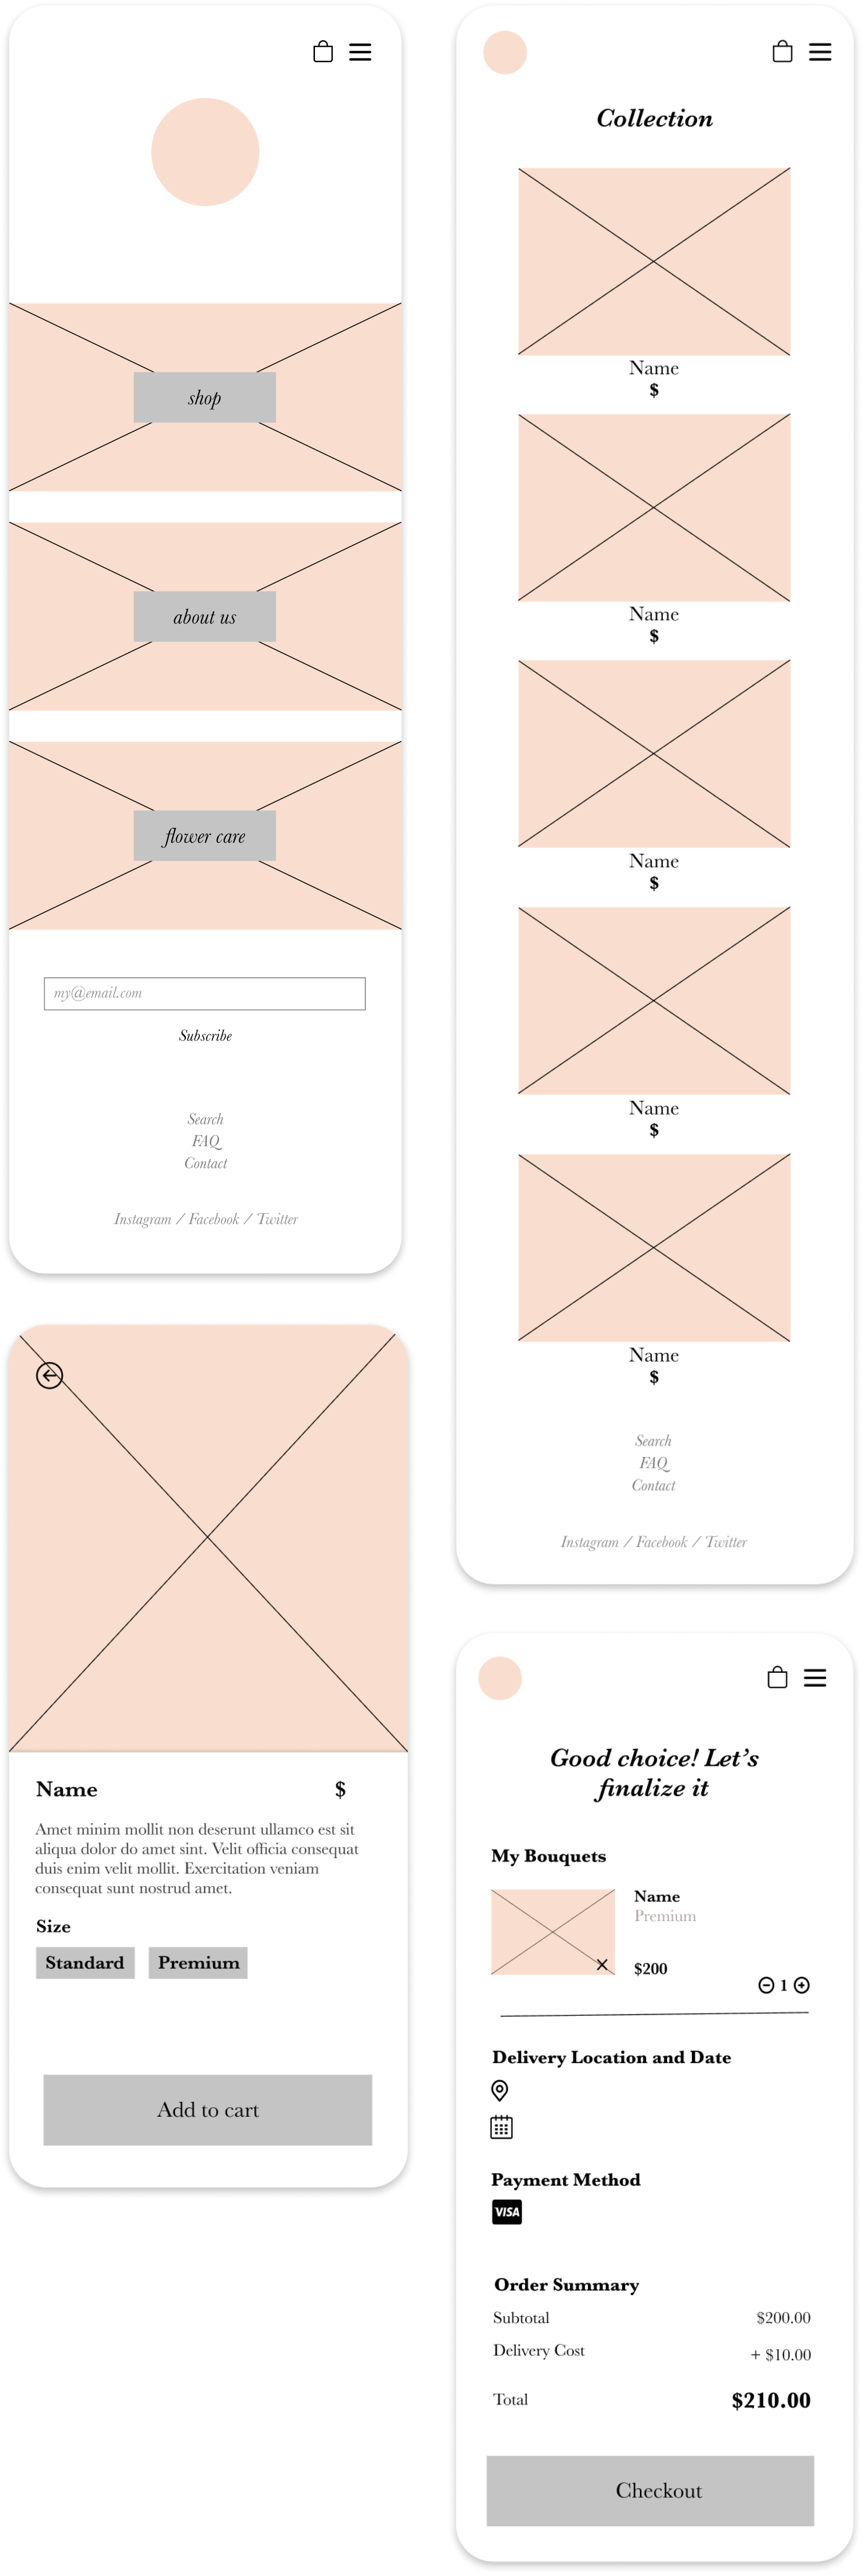 shop
about us
flower care
my@email.com
Subscribe
Search
FAQ
Contact
Instagram / Facebook / Twitter
Collection
Name
$
Name
$
Name
$
Name
$
Name
$
Search
FAQ
Contact
Instagram / Facebook / Twitter
Name $
Amet minim mollit non deserunt ullamco est sit
aliqua dolor do amet sint. Velit officia consequat
duis enim velit mollit. Exercitation veniam
consequat sunt nostrud amet.
Size
Standard Premium
Add to cart
Good choice! Let’s
finalize it
My Bouquets
Name
Premium
$200
1
Delivery Location and Date
Payment Method
VISA
Order Summary
Subtotal $200.00
Delivery Cost + $10.00
Total $210.00
Checkout